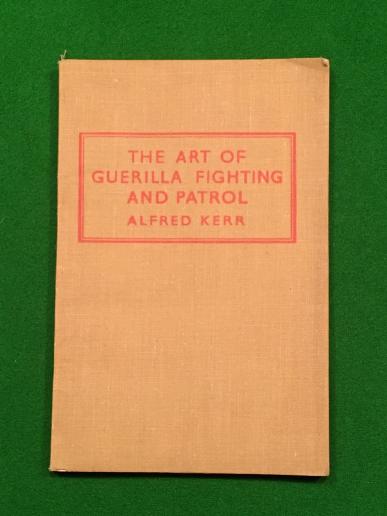 THE ART OF
GUERILLA FIGHTING
AND PATROL
ALFRED KERR